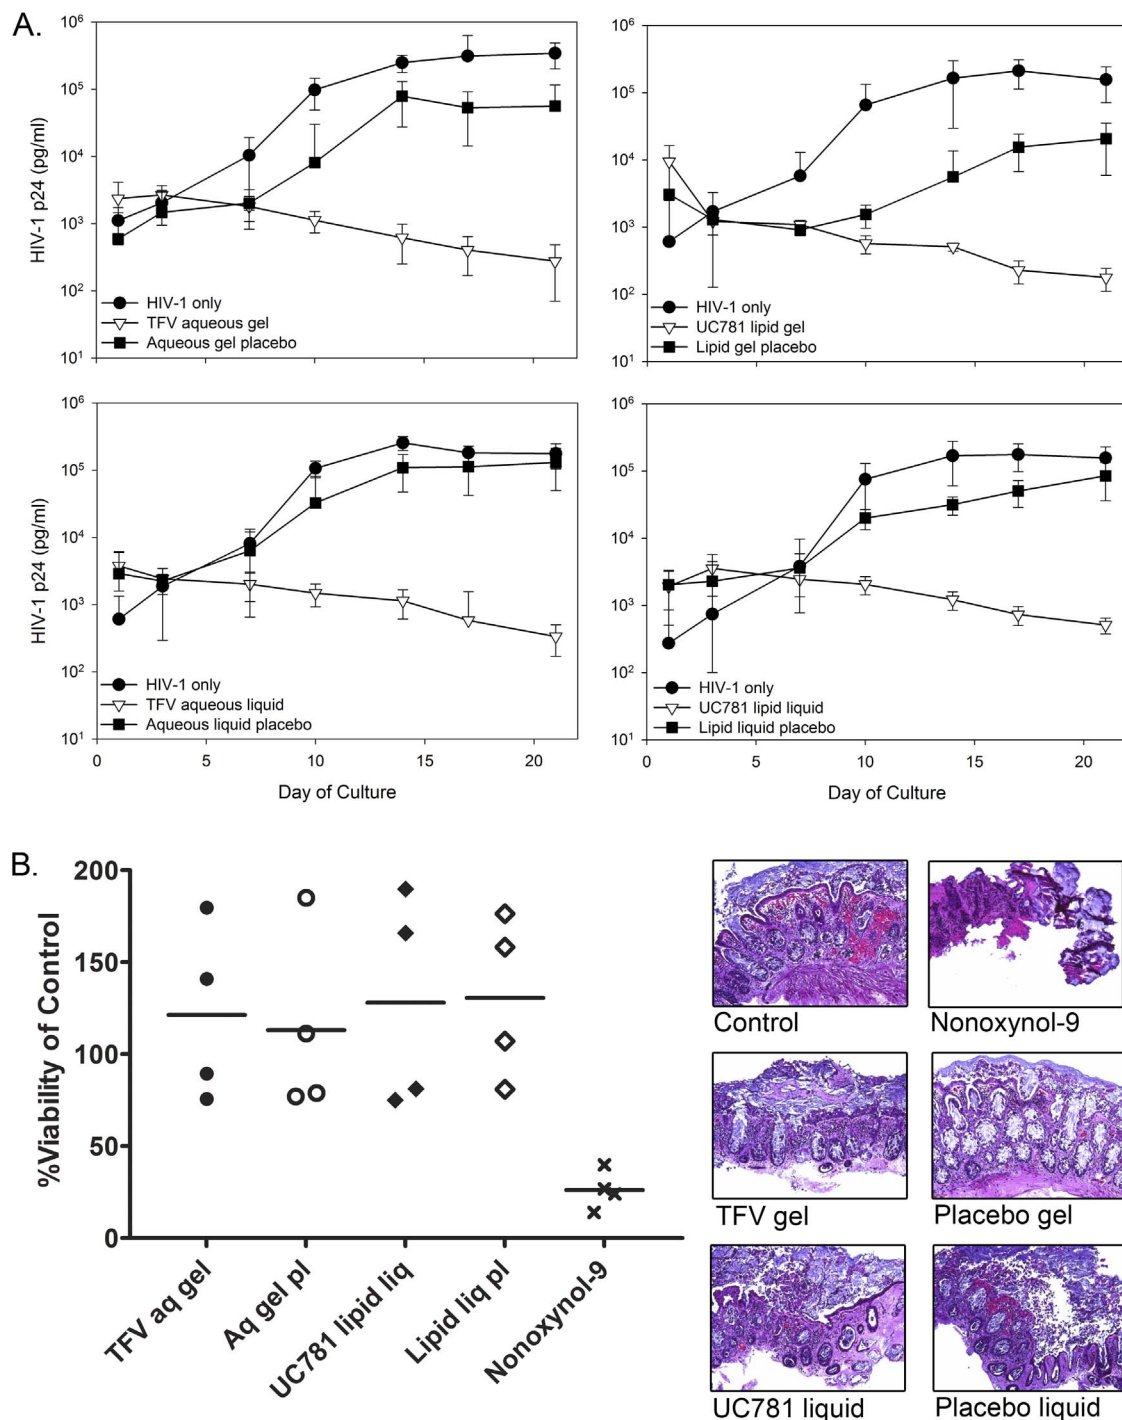 A.
10⁶
10⁵
10⁴
10³
10²
10¹
HIV-1 p24 (pg/ml)
HIV-1 only
TFV aqueous gel
Aqueous gel placebo
10⁶
10⁵
10⁴
10³
10²
10¹
HIV-1 only
UC781 lipid gel
Lipid gel placebo
10⁶
10⁵
10⁴
10³
10²
10¹
HIV-1 p24 (pg/ml)
HIV-1 only
TFV aqueous liquid
Aqueous liquid placebo
0 5 10 15 20
Day of Culture
10⁶
10⁵
10⁴
10³
10²
10¹
HIV-1 only
UC781 lipid liquid
Lipid liquid placebo
0 5 10 15 20
Day of Culture
B.
200
150
100
50
0
%Viability of Control
TFV aq gel
Aq gel pl
UC781 lipid liq
Lipid liq pl
Nonoxynol-9
Control
Nonoxynol-9
TFV gel
Placebo gel
UC781 liquid
Placebo liquid